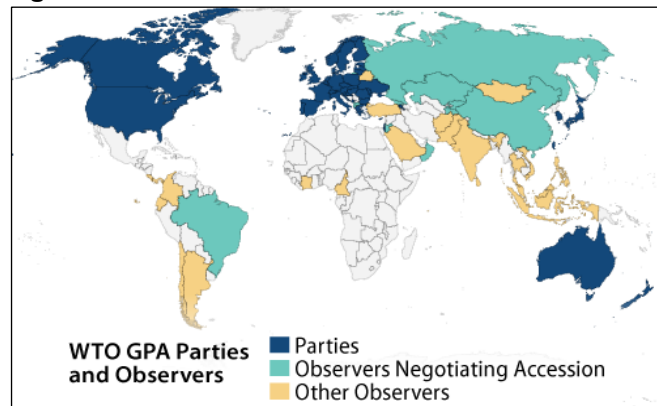 WTO GPA Parties
and Observers
Parties
Observers Negotiating Accession
Other Observers